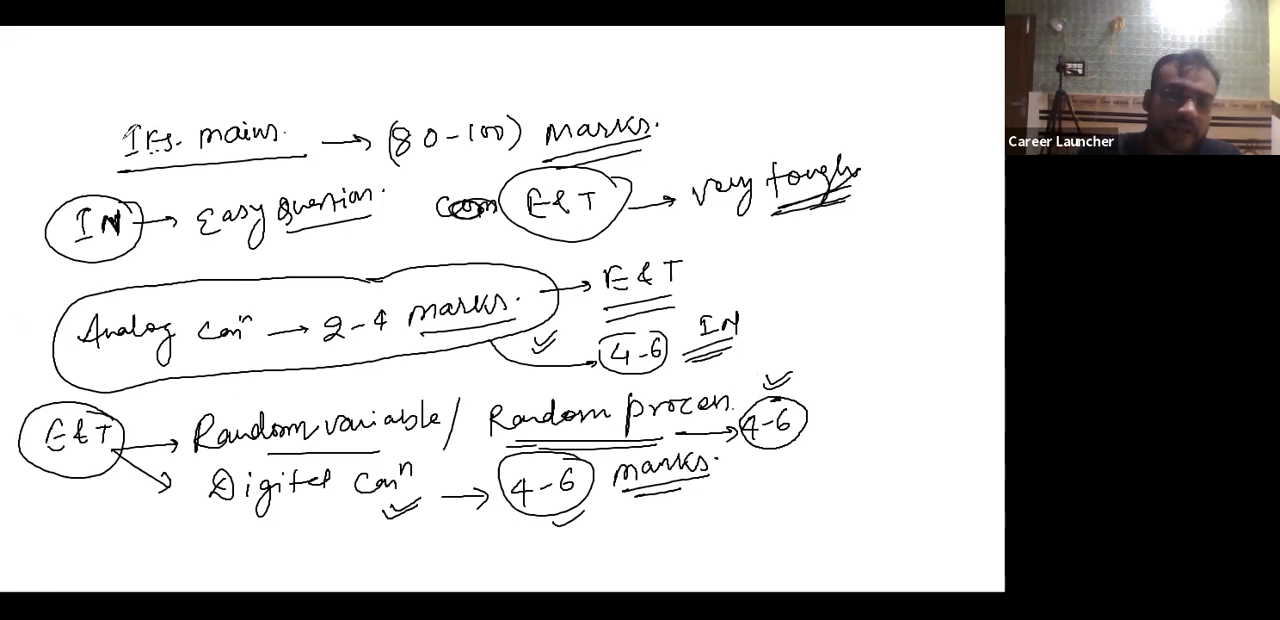 IES. mains. → (80-100) marks.
IN → Easy question. com E&T → very tough
Analog comⁿ → 2-4 marks. → E&T
4-6 IN
E&T → Random variable / Random process. → 4-6
Digital comⁿ → 4-6 marks.
Career Launcher